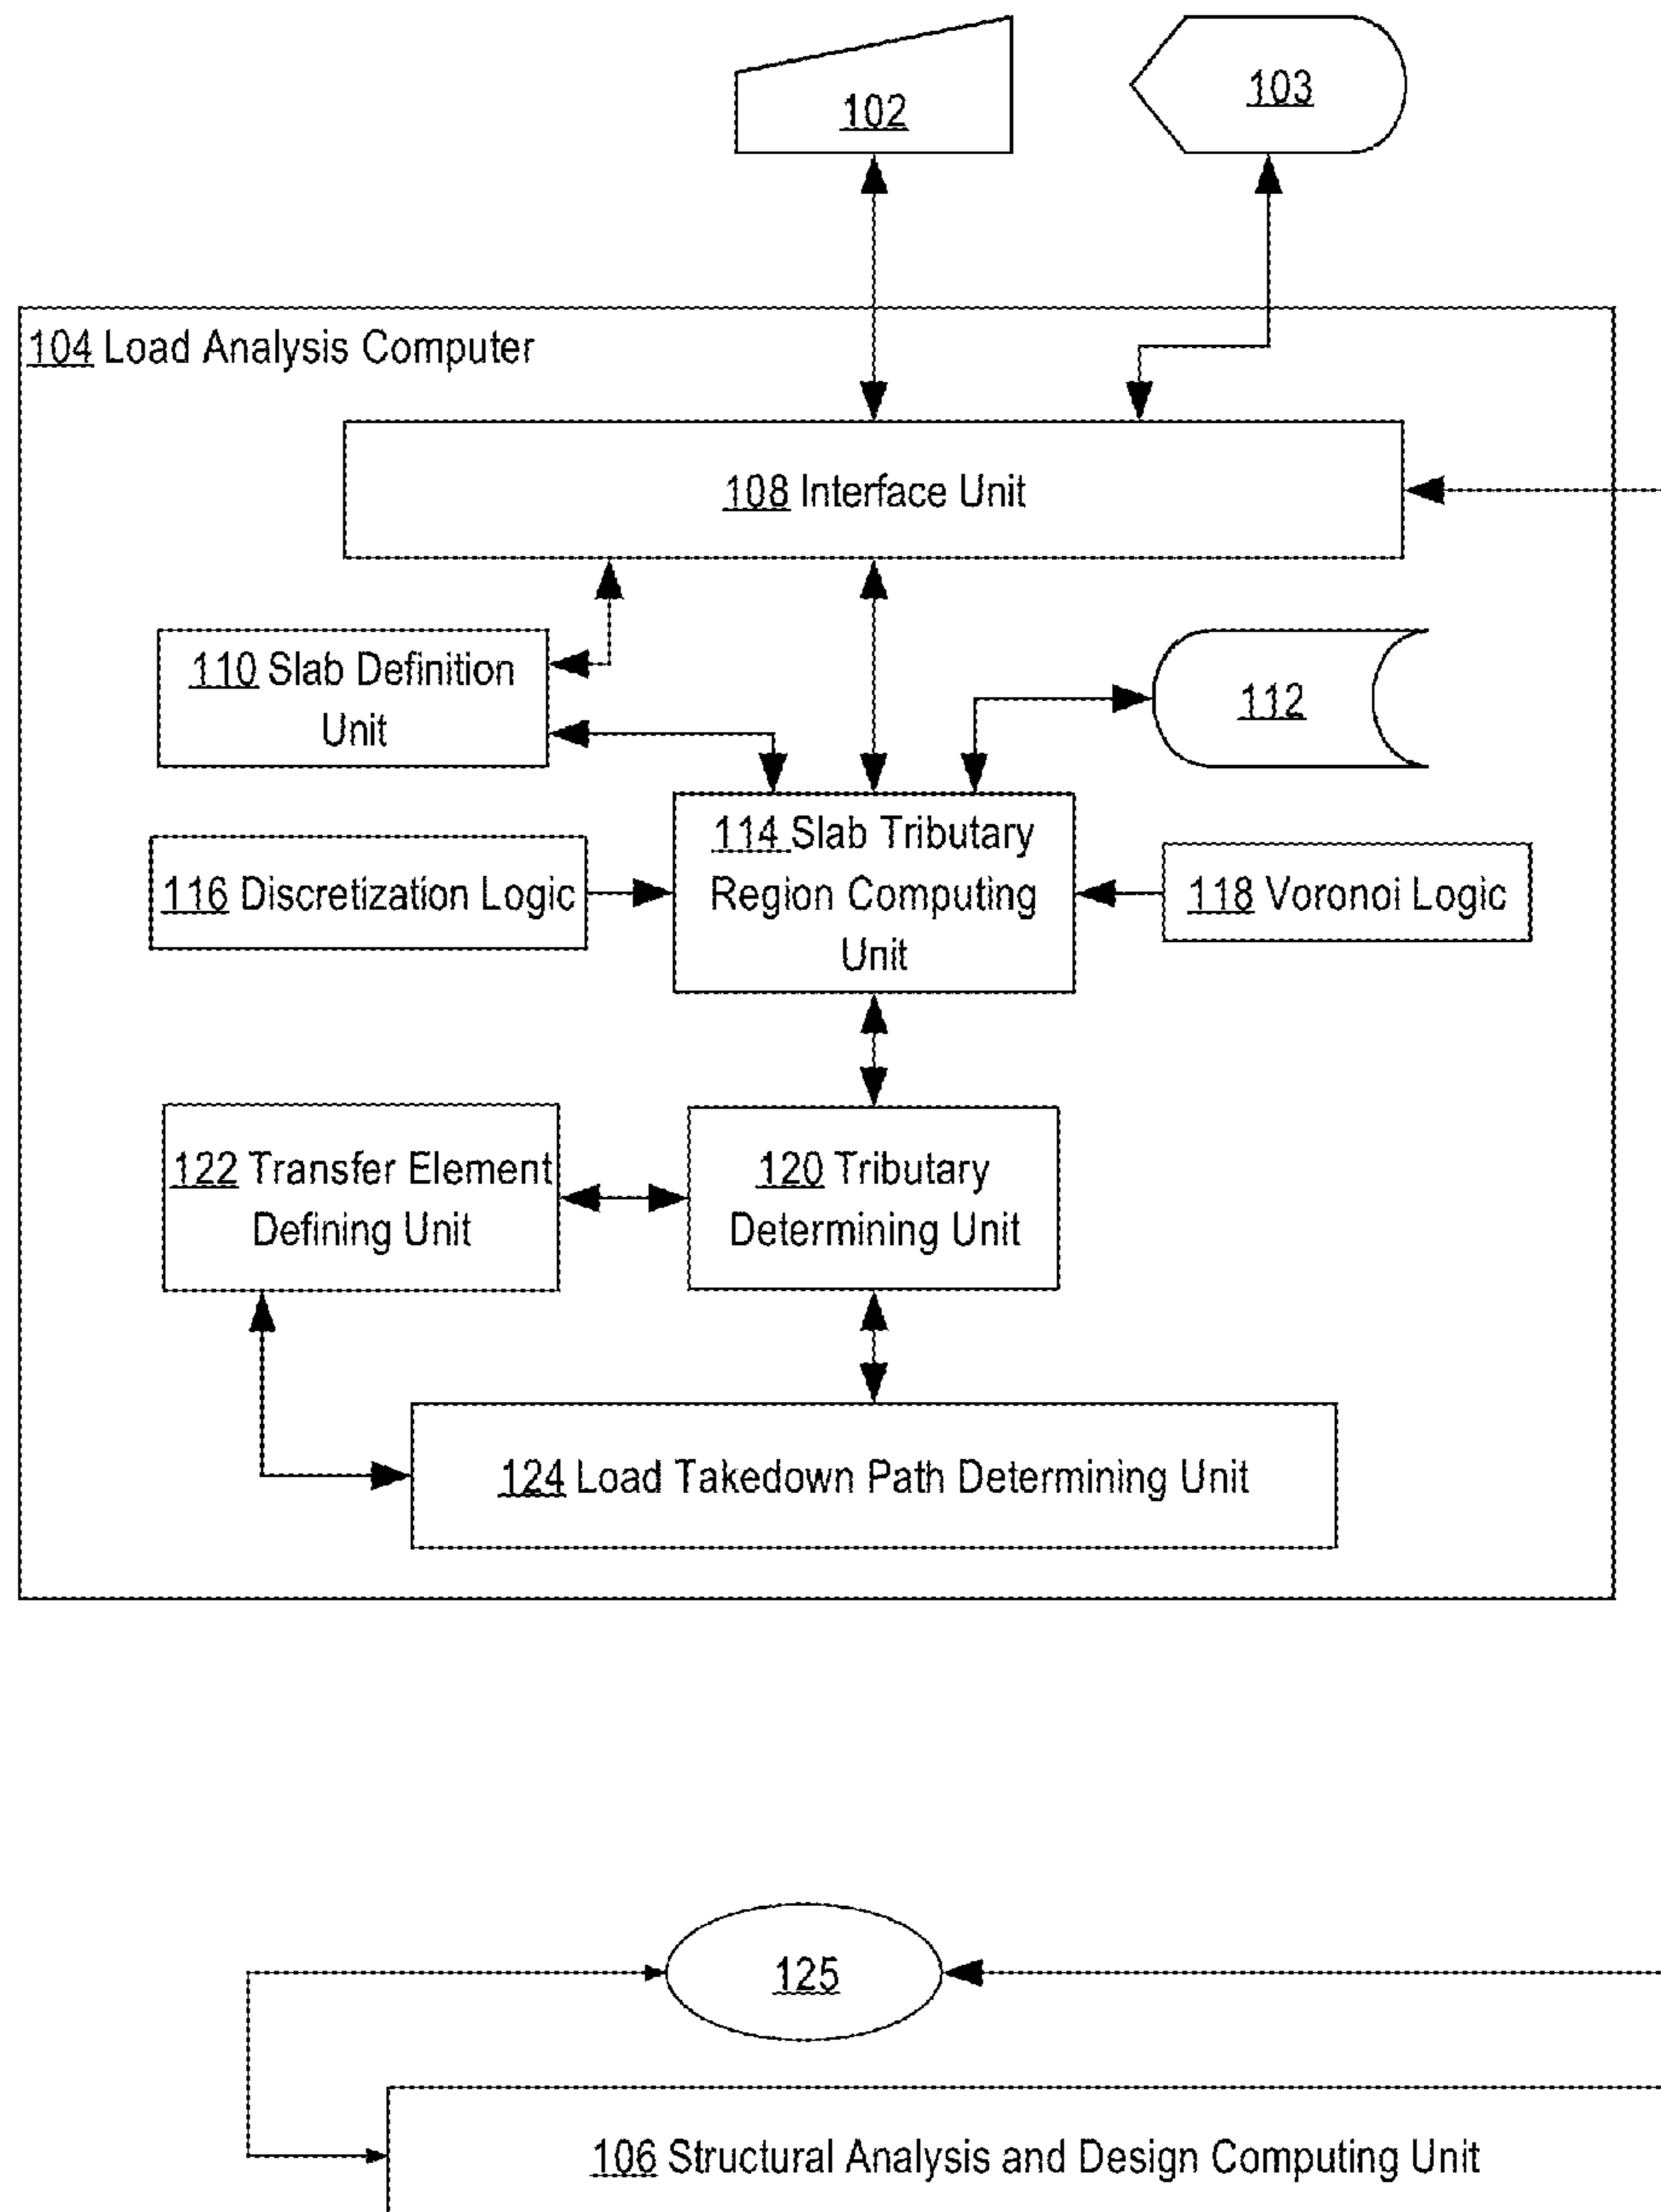 102
103
104 Load Analysis Computer
108 Interface Unit
110 Slab Definition
Unit
112
114 Slab Tributary
Region Computing
Unit
116 Discretization Logic
118 Voronoi Logic
122 Transfer Element
Defining Unit
120 Tributary
Determining Unit
124 Load Takedown Path Determining Unit
125
106 Structural Analysis and Design Computing Unit